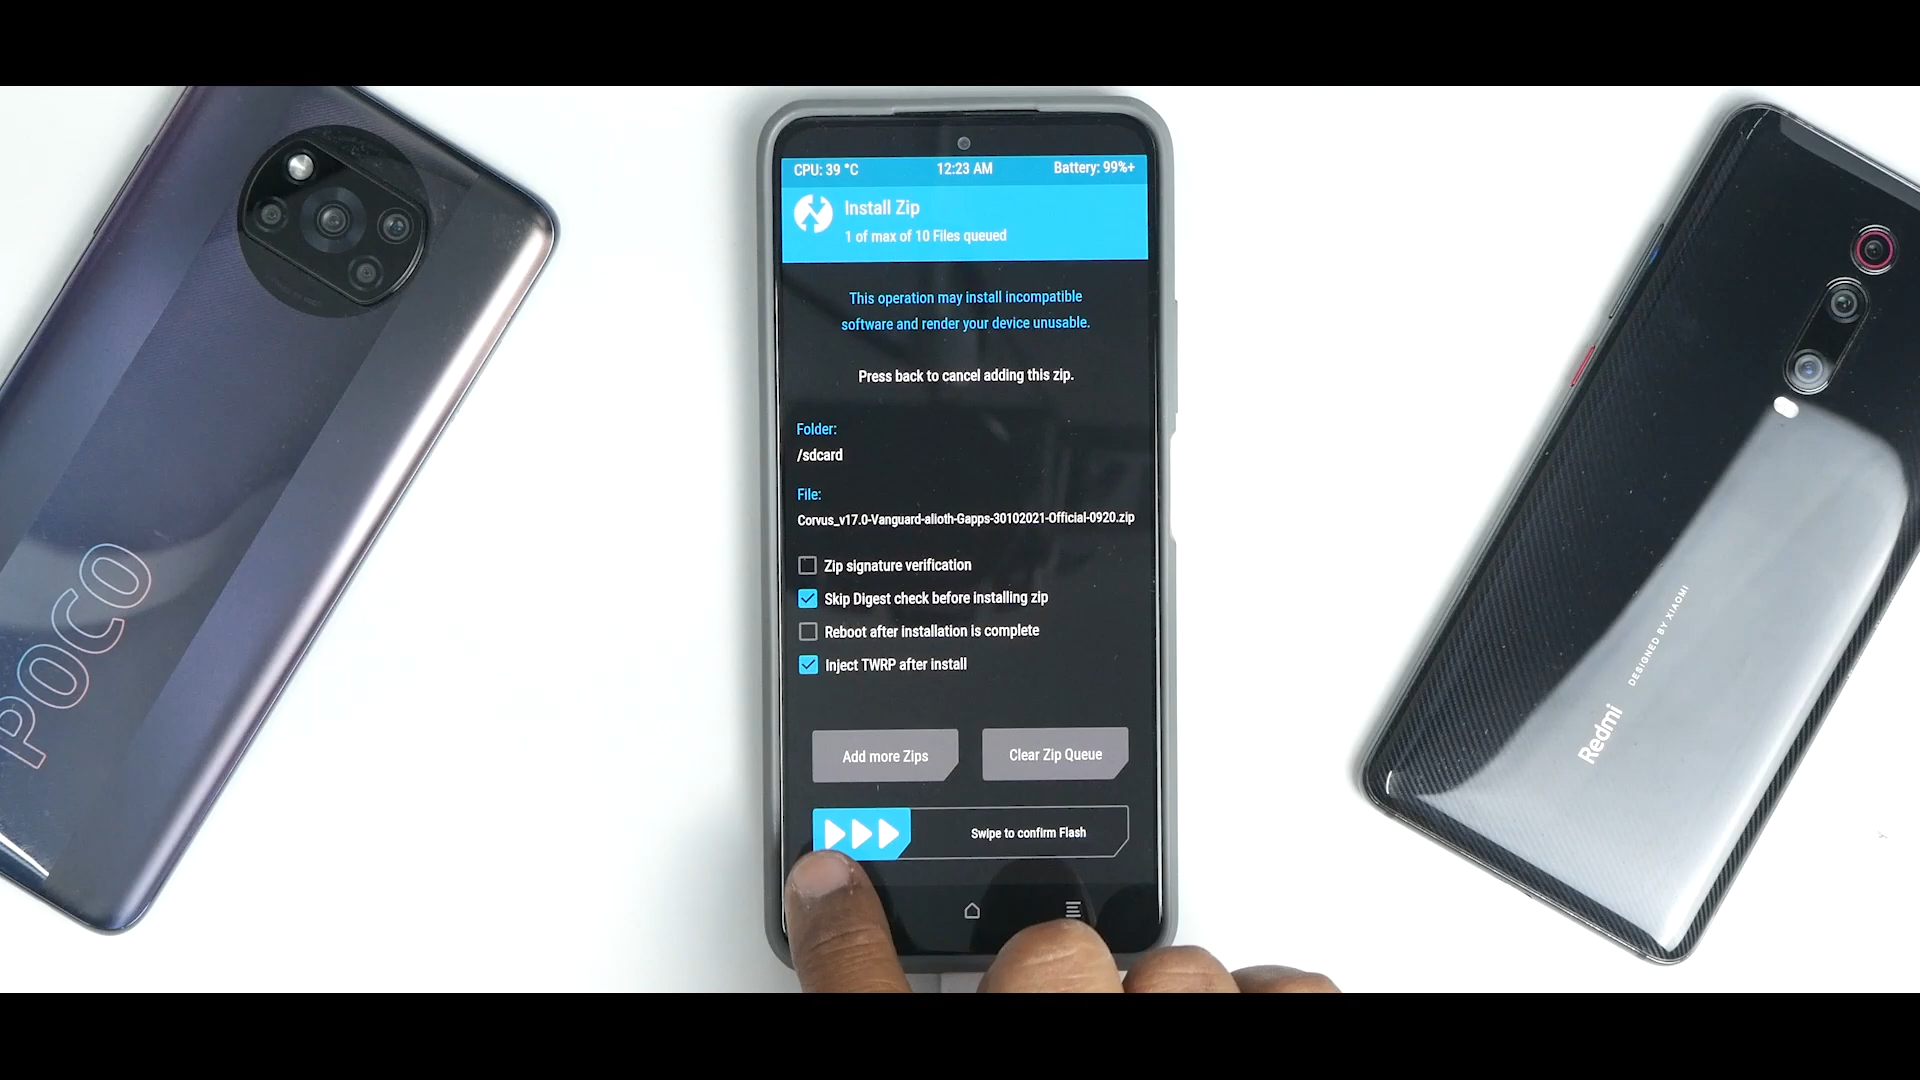 CPU: 39 °C 12:23 AM Battery: 99%+
Install Zip
1 of max of 10 Files queued
This operation may install incompatible
software and render your device unusable.
Press back to cancel adding this zip.
Folder:
/sdcard
File:
Corvus_v17.0-Vanguard-alioth-Gapps-30102021-Official-0920.zip
Zip signature verification
Skip Digest check before installing zip
Reboot after installation is complete
Inject TWRP after install
Add more Zips Clear Zip Queue
Swipe to confirm Flash
POCO
Redmi
DESIGNED BY XIAOMI